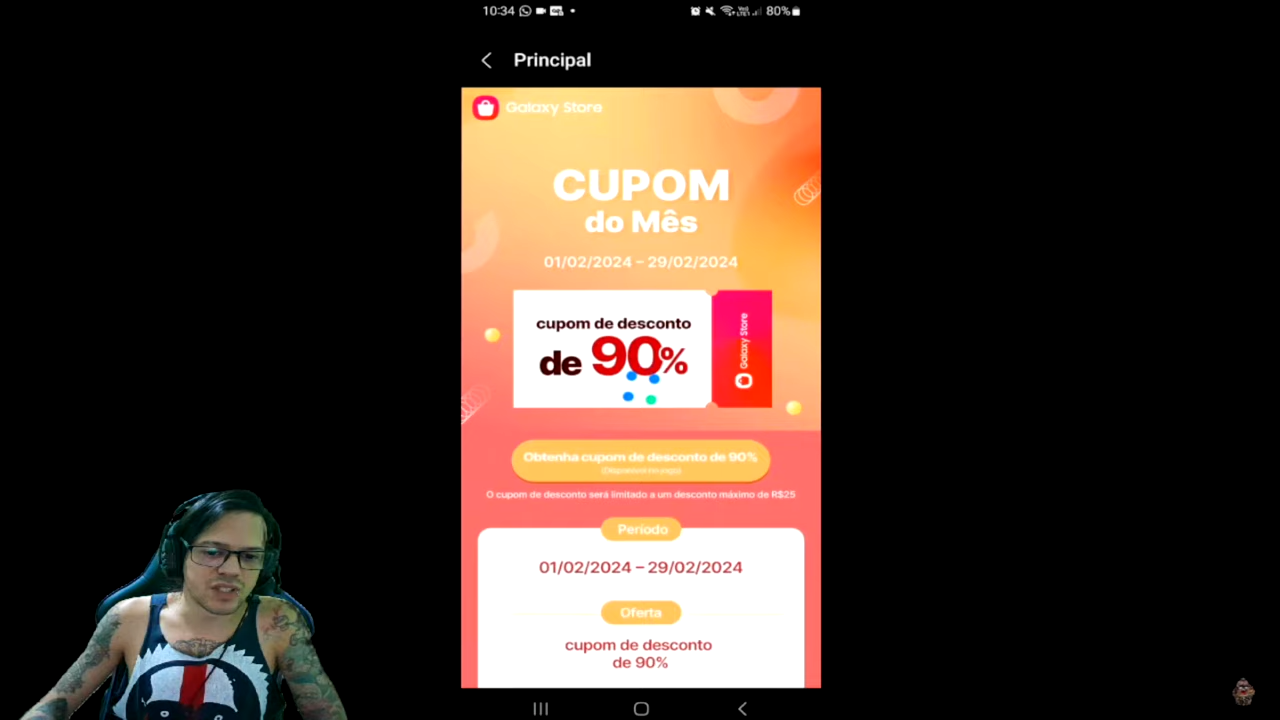 10:34
80%
Principal
Galaxy Store
CUPOM
do Mês
01/02/2024 – 29/02/2024
cupom de desconto
de 90%
Galaxy Store
Obtenha cupom de desconto de 90%
O cupom de desconto será limitado a um desconto máximo de R$25
Período
01/02/2024 – 29/02/2024
Oferta
cupom de desconto
de 90%